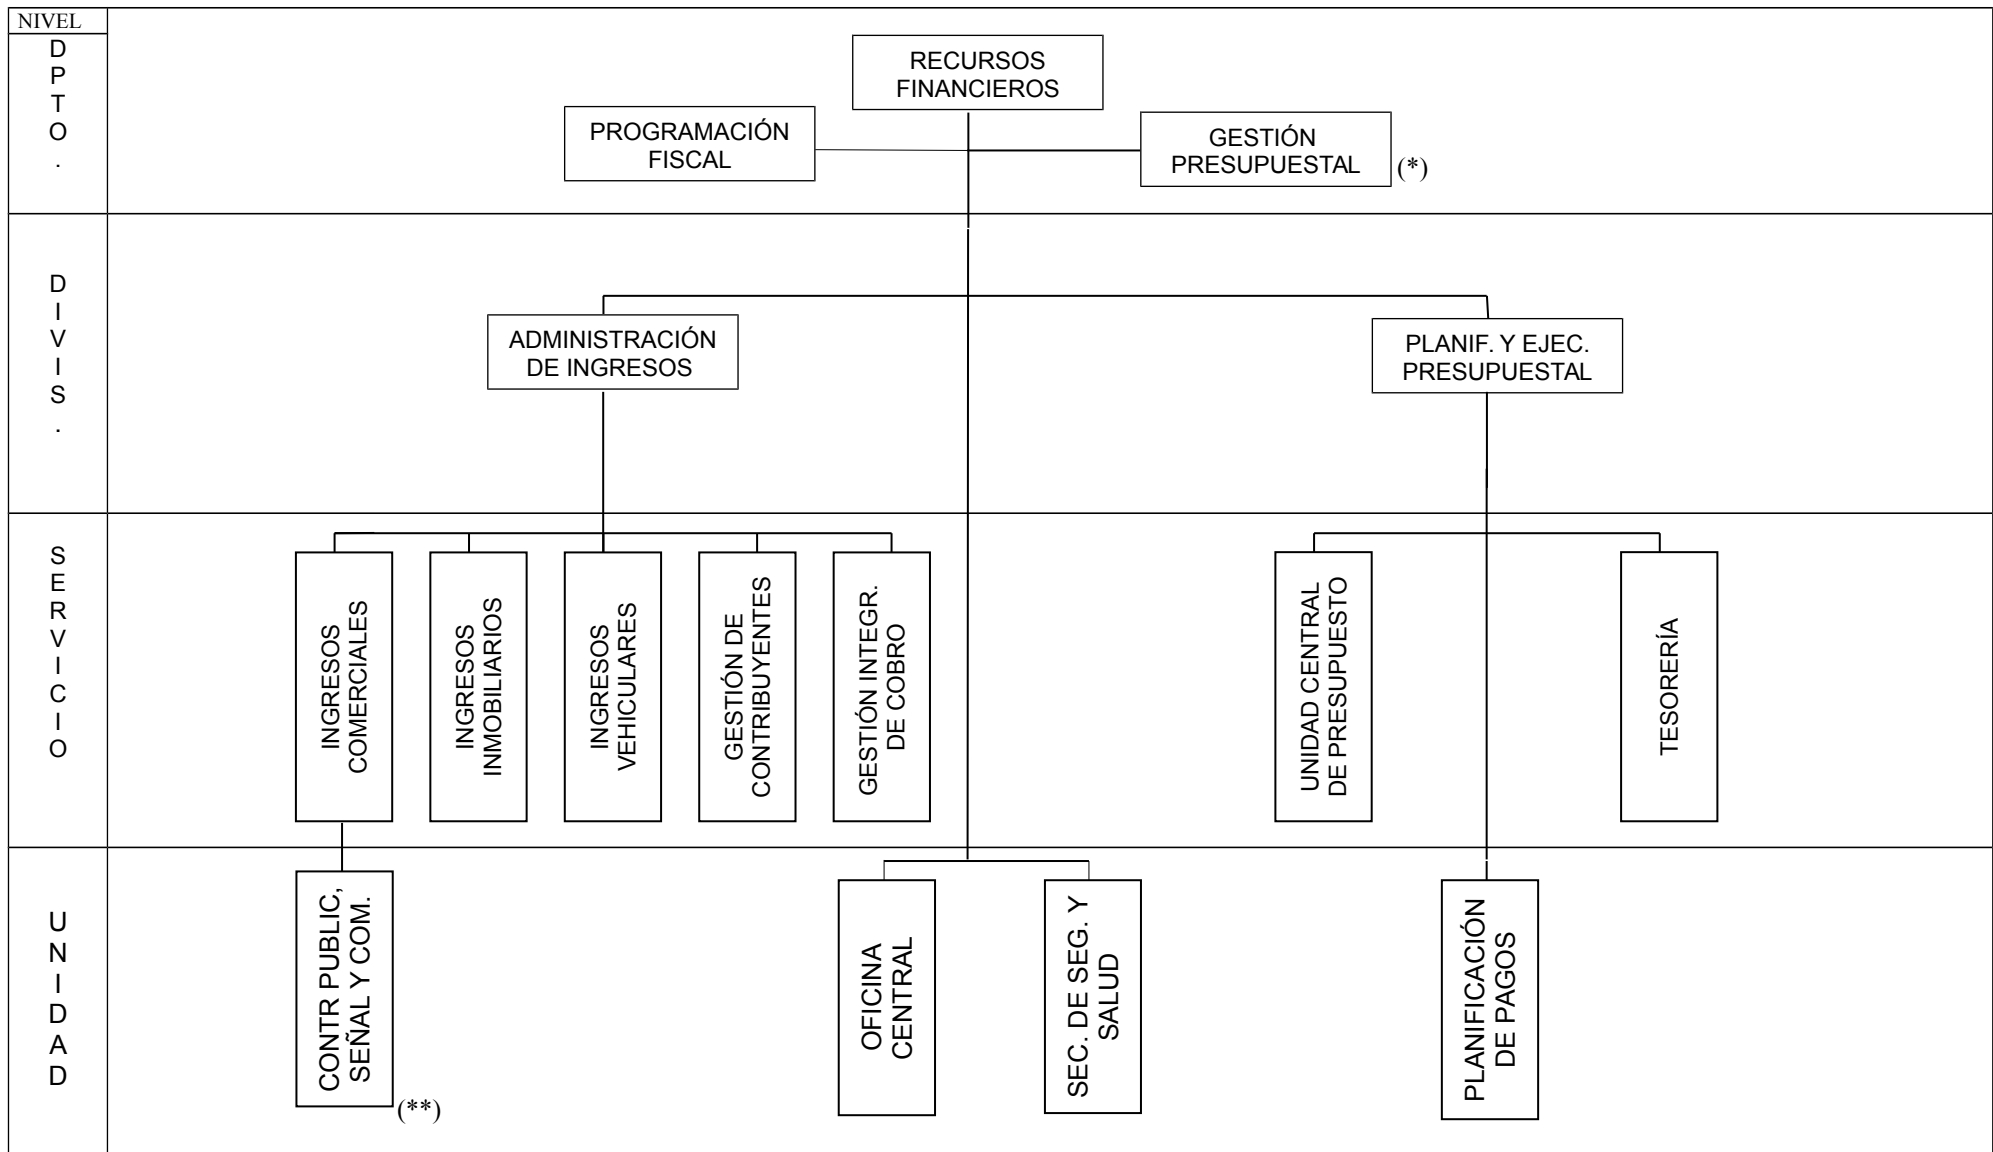 NIVEL
D
P
T
O
.
RECURSOS
FINANCIEROS
PROGRAMACIÓN
FISCAL
GESTIÓN
PRESUPUESTAL
(*)
D
I
V
I
S
.
ADMINISTRACIÓN
DE INGRESOS
PLANIF. Y EJEC.
PRESUPUESTAL
S
E
R
V
I
C
I
O
INGRESOS
COMERCIALES
INGRESOS
INMOBILIARIOS
INGRESOS
VEHICULARES
GESTIÓN DE
CONTRIBUYENTES
GESTIÓN INTEGR.
DE COBRO
UNIDAD CENTRAL
DE PRESUPUESTO
TESORERÍA
U
N
I
D
A
D
CONTR PUBLIC,
SEÑAL Y COM.
(**)
OFICINA
CENTRAL
SEC. DE SEG. Y
SALUD
PLANIFICACIÓN
DE PAGOS